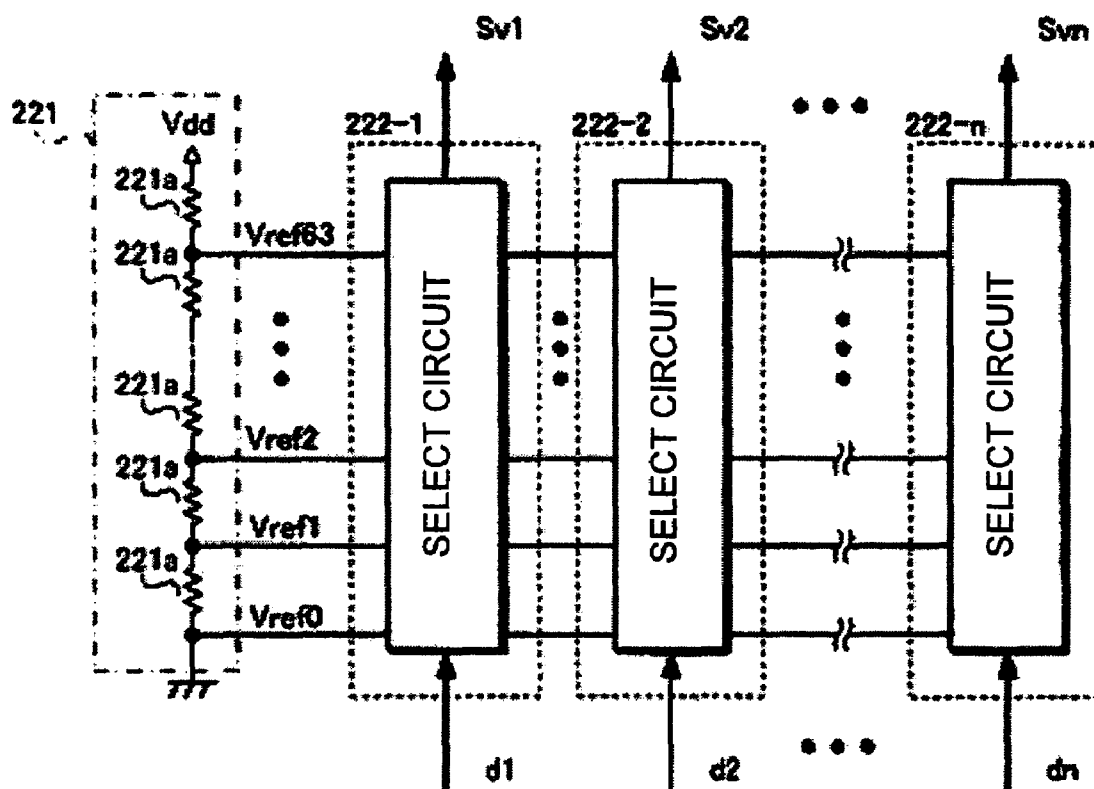 Sv1
Sv2
Svn
221
Vdd
222-1
222-2
222-n
221a
Vref63
221a
221a
Vref2
221a
Vref1
221a
Vref0
SELECT CIRCUIT
SELECT CIRCUIT
SELECT CIRCUIT
d1
d2
dn